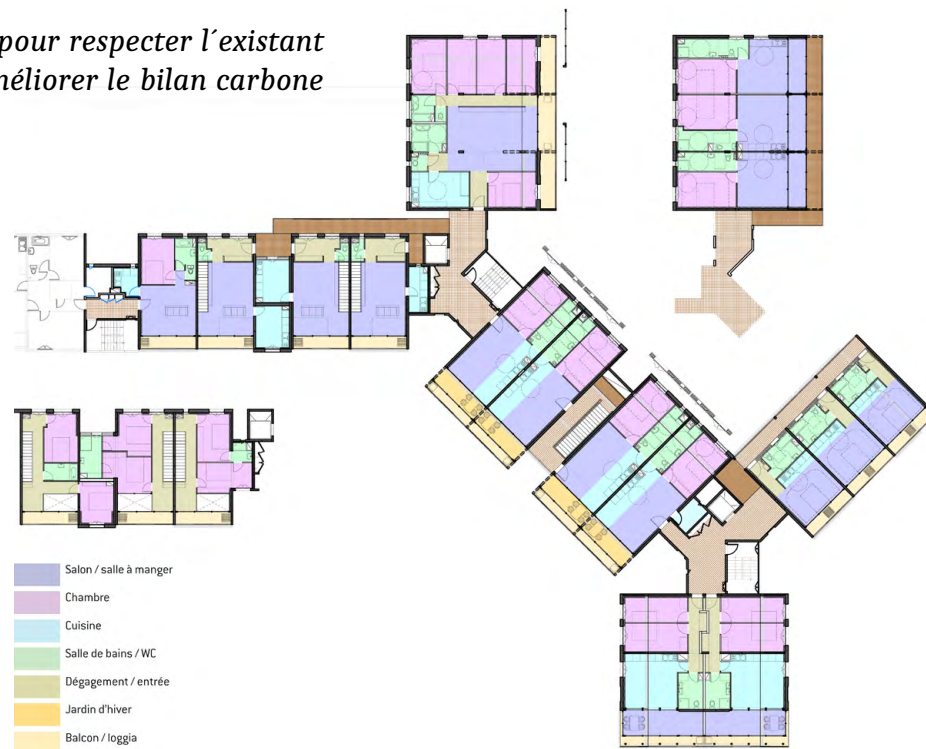 pour respecter l´existant
méliorer le bilan carbone
Salon / salle à manger
Chambre
Cuisine
Salle de bains / WC
Dégagement / entrée
Jardin d'hiver
Balcon / loggia